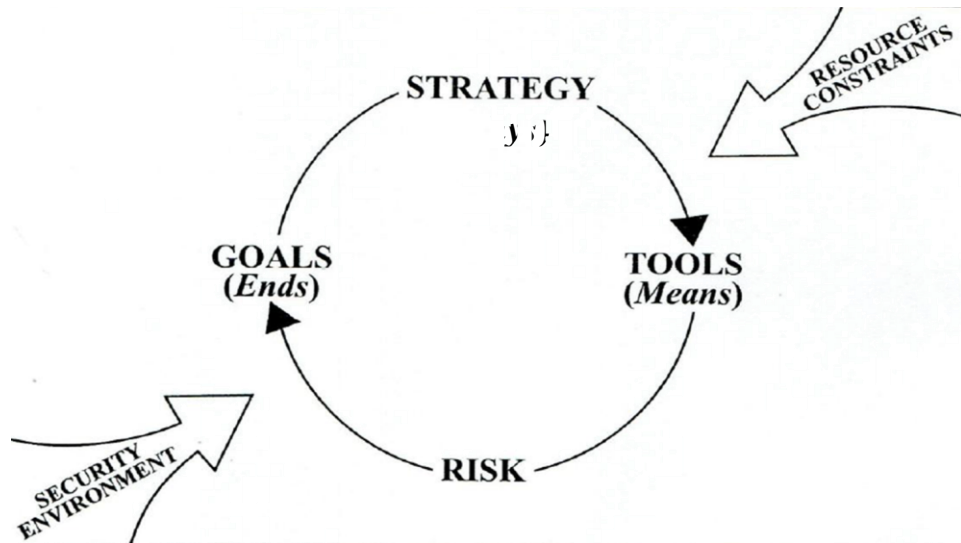 STRATEGY
RESOURCE
CONSTRAINTS
GOALS
(Ends)
TOOLS
(Means)
RISK
SECURITY
ENVIRONMENT